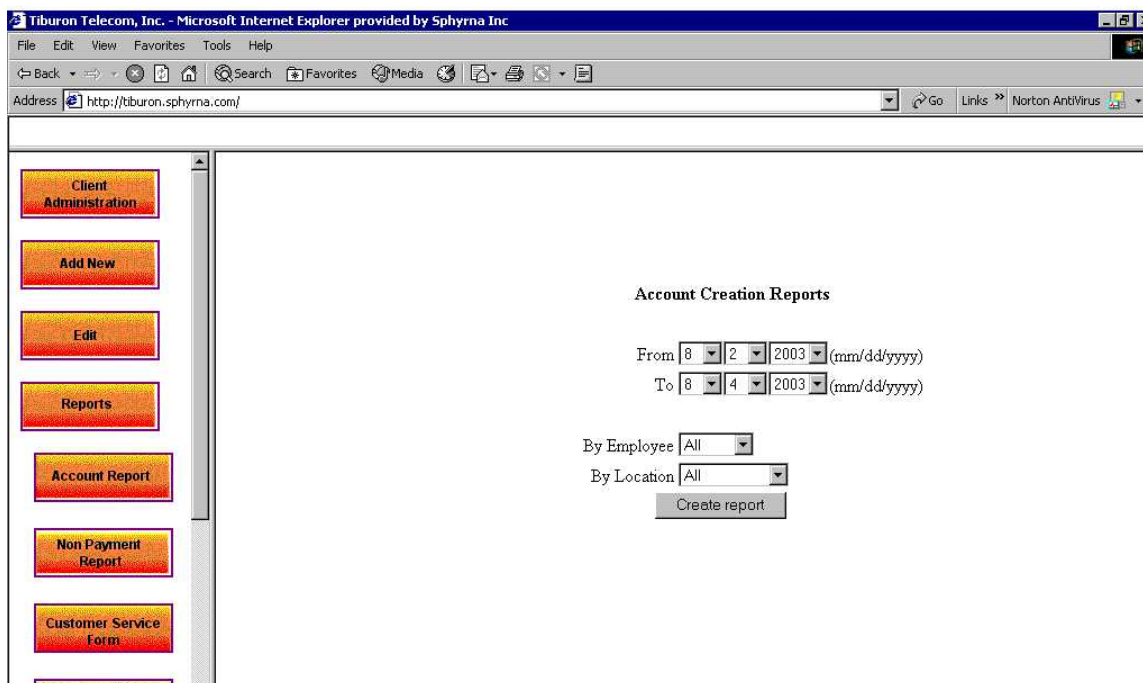 Tiburon Telecom, Inc. - Microsoft Internet Explorer provided by Sphyrna Inc
File Edit View Favorites Tools Help
Back Search Favorites Media
Address http://tiburon.sphyrna.com/ Go Links » Norton AntiVirus
Client
Administration
Add New
Edit
Reports
Account Report
Non Payment
Report
Customer Service
Form
Account Creation Reports
From 8 2 2003 (mm/dd/yyyy)
To 8 4 2003 (mm/dd/yyyy)
By Employee All
By Location All
Create report